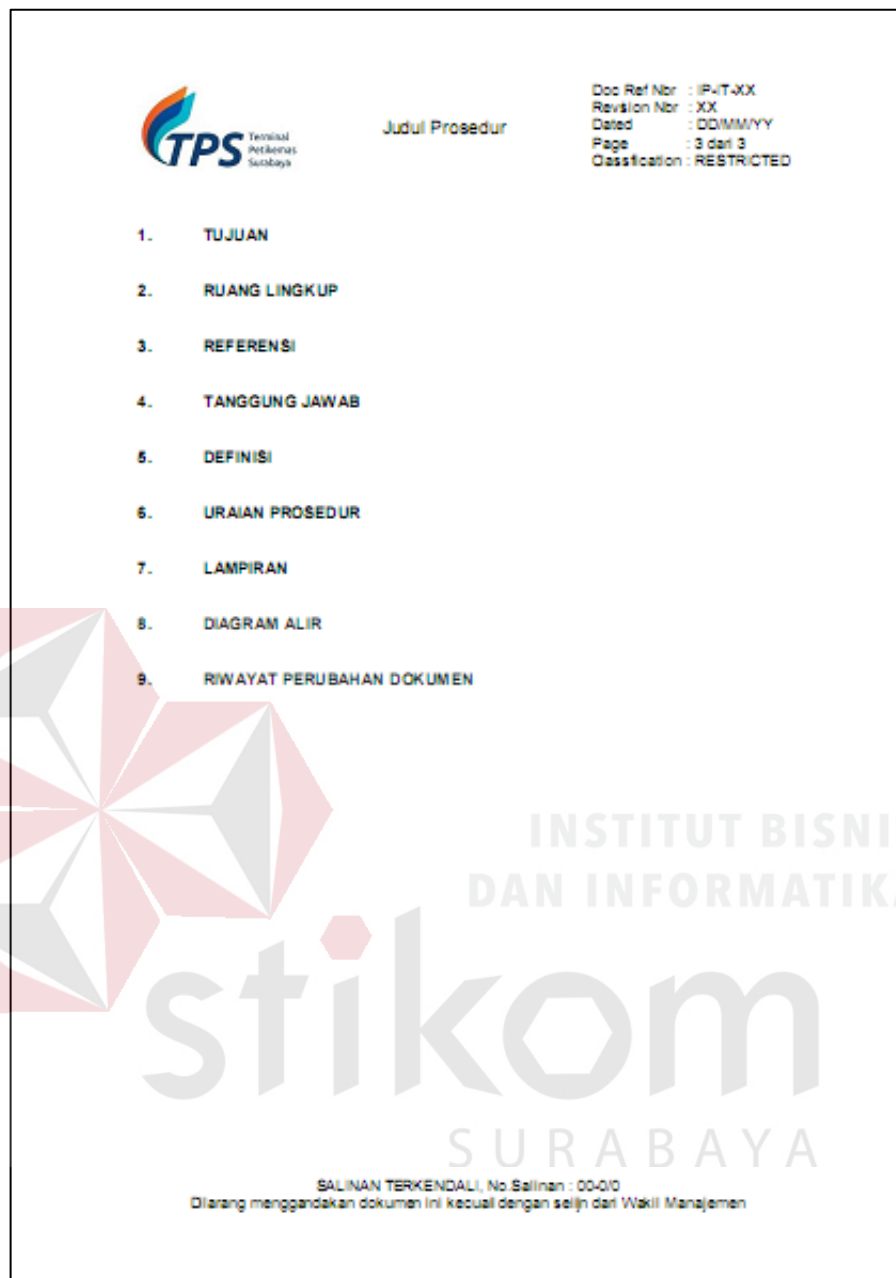 TPS Terminal
Petikemas
Surabaya
Judul Prosedur
Doc Ref Nbr : IP-IT-XX
Revsion Nbr : XX
Dated : DD/MM/YY
Page : 3 dari 3
Classfication : RESTRICTED
1. TUJUAN
2. RUANG LINGKUP
3. REFERENSI
4. TANGGUNG JAWAB
5. DEFINISI
6. URAIAN PROSEDUR
7. LAMPIRAN
8. DIAGRAM ALIR
9. RIWAYAT PERUBAHAN DOKUMEN
INSTITUT BISNI
DAN INFORMATIKA
stikom
SURABAYA
SALINAN TERKENDALI, No.Salinan : 00-0/0
Dilarang menggandakan dokumen ini kecuali dengan seijin dari Wakil Manajemen